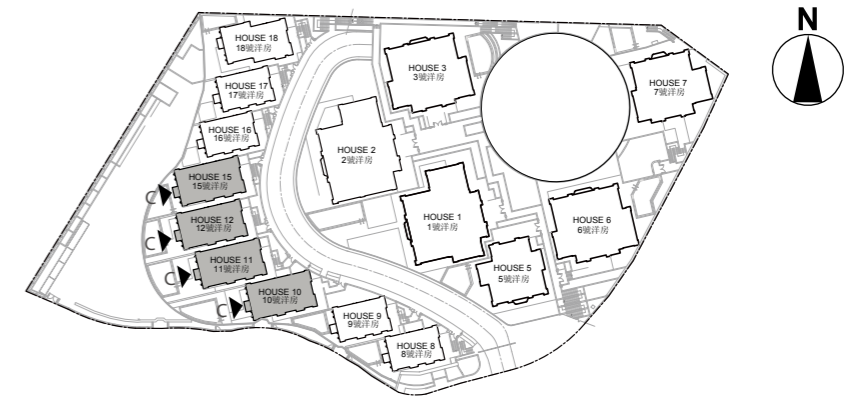 N
HOUSE 18
18號洋房
HOUSE 3
3號洋房
HOUSE 7
7號洋房
HOUSE 17
17號洋房
HOUSE 16
16號洋房
HOUSE 2
2號洋房
HOUSE 15
15號洋房
C
HOUSE 12
12號洋房
C
HOUSE 1
1號洋房
HOUSE 6
6號洋房
HOUSE 11
11號洋房
C
HOUSE 5
5號洋房
HOUSE 10
10號洋房
C
HOUSE 9
9號洋房
HOUSE 8
8號洋房